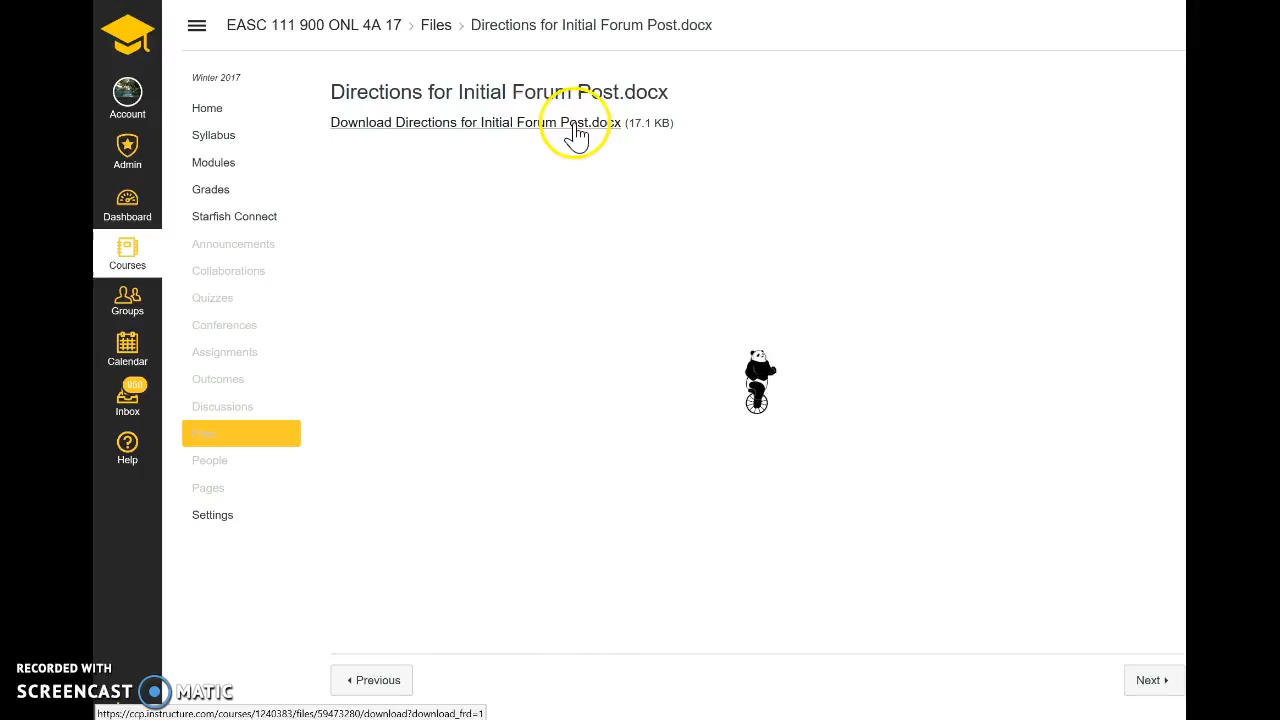 EASC 111 900 ONL 4A 17 › Files › Directions for Initial Forum Post.docx
Account
Admin
Dashboard
Courses
Groups
Calendar
950
Inbox
Help
Winter 2017
Home
Syllabus
Modules
Grades
Starfish Connect
Announcements
Collaborations
Quizzes
Conferences
Assignments
Outcomes
Discussions
Files
People
Pages
Settings
Directions for Initial Forum Post.docx
Download Directions for Initial Forum Post.docx (17.1 KB)
Previous
Next
RECORDED WITH
SCREENCAST MATIC
https://ccp.instructure.com/courses/1240383/files/59473280/download?download_frd=1